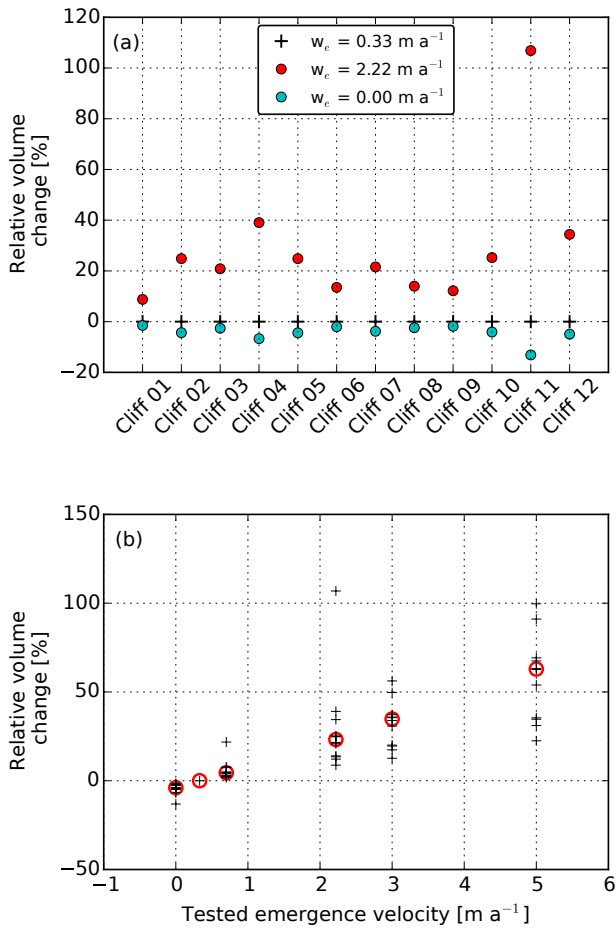 120
(a)
w_e = 0.33 m a⁻¹
w_e = 2.22 m a⁻¹
w_e = 0.00 m a⁻¹
100
80
60
40
20
0
−20
Relative volume
change [%]
Cliff 01
Cliff 02
Cliff 03
Cliff 04
Cliff 05
Cliff 06
Cliff 07
Cliff 08
Cliff 09
Cliff 10
Cliff 11
Cliff 12
150
(b)
100
50
0
−50
Relative volume
change [%]
−1 0 1 2 3 4 5 6
Tested emergence velocity [m a⁻¹]